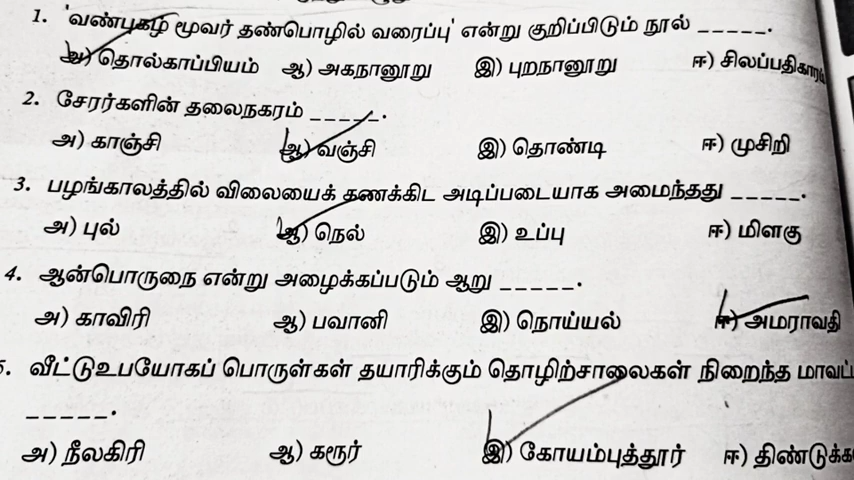 1. 'வண்புகழ் மூவர் தண்பொழில் வரைப்பு' என்று குறிப்பிடும் நூல் _____.
அ) தொல்காப்பியம் ஆ) அகநானூறு இ) புறநானூறு ஈ) சிலப்பதிகாரம்
2. சேரர்களின் தலைநகரம் _____.
அ) காஞ்சி ஆ) வஞ்சி இ) தொண்டி ஈ) முசிறி
3. பழங்காலத்தில் விலையைக் கணக்கிட அடிப்படையாக அமைந்தது _____.
அ) புல் ஆ) நெல் இ) உப்பு ஈ) மிளகு
4. ஆன்பொருநை என்று அழைக்கப்படும் ஆறு _____.
அ) காவிரி ஆ) பவானி இ) நொய்யல் ஈ) அமராவதி
5. வீட்டுஉபயோகப் பொருள்கள் தயாரிக்கும் தொழிற்சாலைகள் நிறைந்த
_____.
அ) நீலகிரி ஆ) கரூர் இ) கோயம்புத்தூர் ஈ)